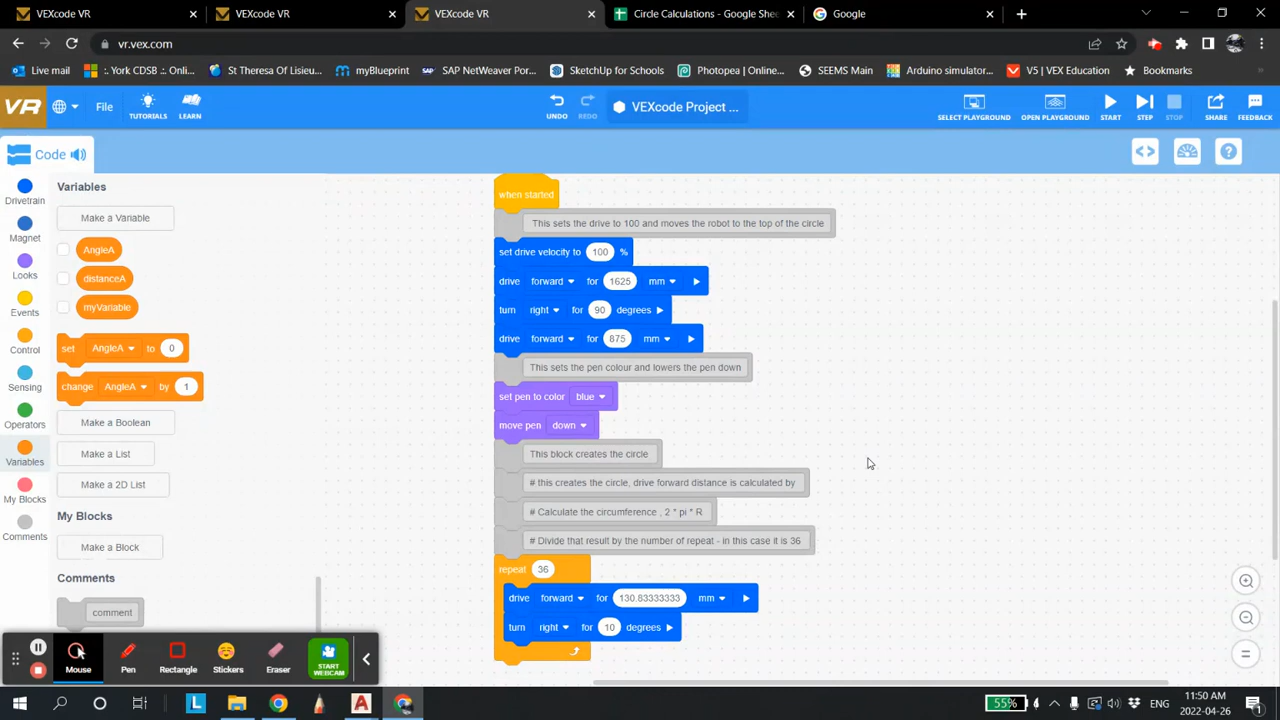 VEXcode VR
VEXcode VR
VEXcode VR
Circle Calculations - Google She
Google
vr.vex.com
Live mail
.: York CDSB :. Onlin...
St Theresa Of Lisieu...
myBlueprint
SAP NetWeaver Por...
SketchUp for Schools
Photopea | Online...
SEEMS Main
Arduino simulator...
V5 | VEX Education
Bookmarks
VR
File
TUTORIALS
LEARN
UNDO
REDO
VEXcode Project ...
SELECT PLAYGROUND
OPEN PLAYGROUND
START
STEP
STOP
SHARE
FEEDBACK
Code
Drivetrain
Magnet
Looks
Events
Control
Sensing
Operators
Variables
My Blocks
Comments
Variables
Make a Variable
AngleA
distanceA
myVariable
set AngleA to 0
change AngleA by 1
Make a Boolean
Make a List
Make a 2D List
My Blocks
Make a Block
Comments
comment
when started
This sets the drive to 100 and moves the robot to the top of the circle
set drive velocity to 100 %
drive forward for 1625 mm
turn right for 90 degrees
drive forward for 875 mm
This sets the pen colour and lowers the pen down
set pen to color blue
move pen down
This block creates the circle
# this creates the circle, drive forward distance is calculated by
# Calculate the circumference , 2 * pi * R
# Divide that result by the number of repeat - in this case it is 36
repeat 36
drive forward for 130.83333333 mm
turn right for 10 degrees
Mouse
Pen
Rectangle
Stickers
Eraser
START
WEBCAM
55%
ENG
11:50 AM
2022-04-26